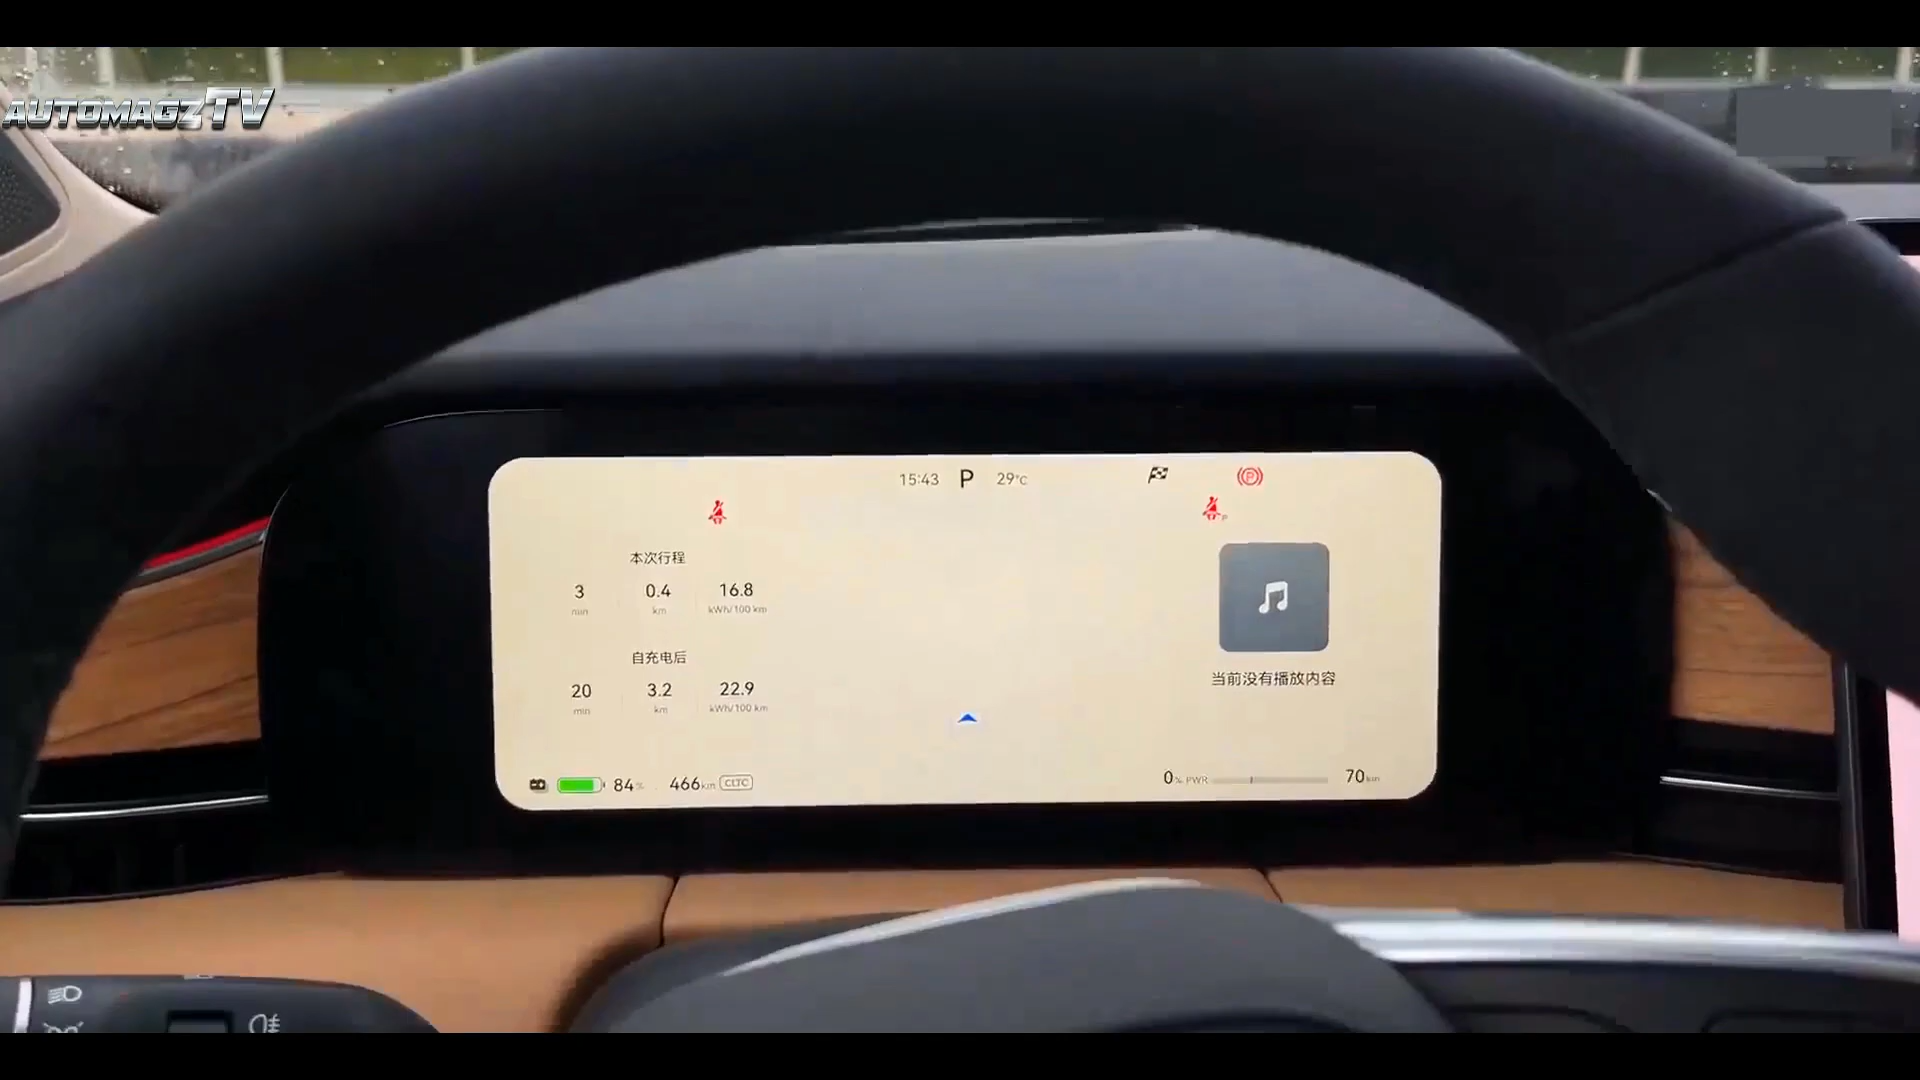 AUTOMAGZTV
15:43 P 29°C
本次行程
3 0.4 16.8
min km kWh/100 km
自充电后
20 3.2 22.9
min km kWh/100 km
当前没有播放内容
84% 466km CLTC
0% PWR 70km